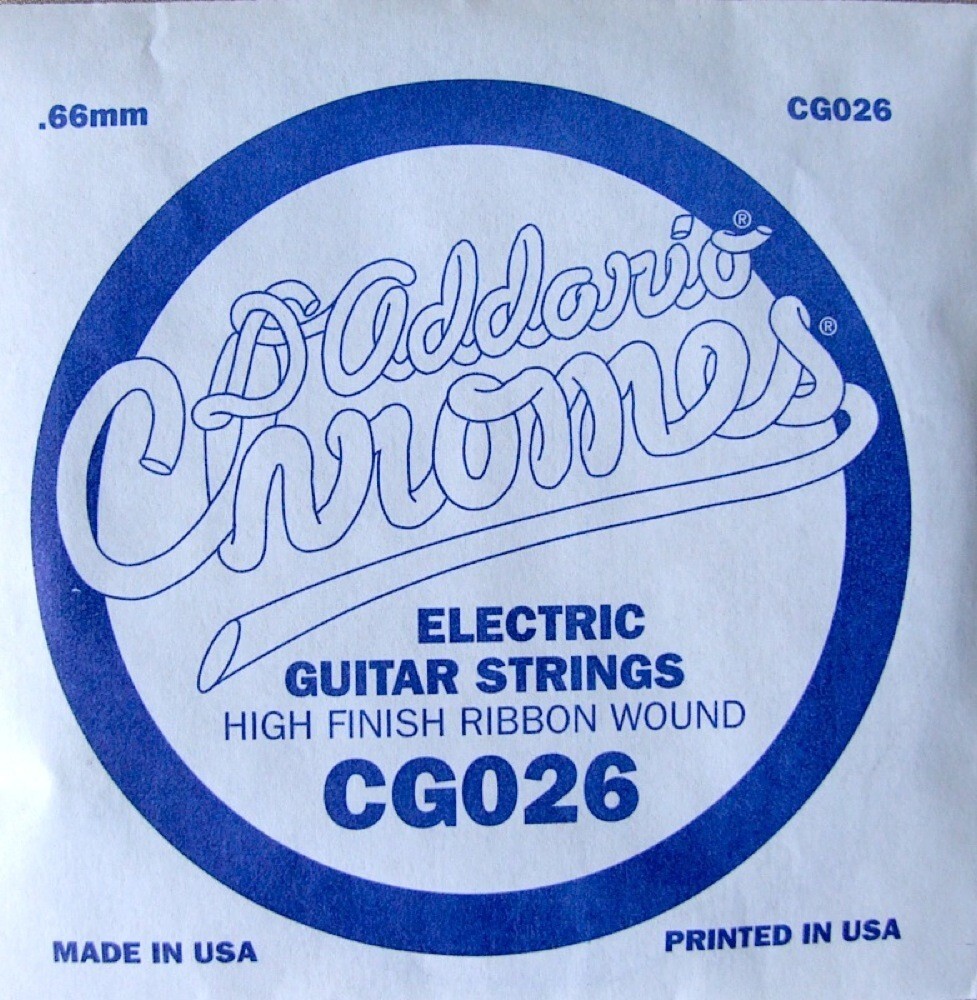 .66mm
CG026
D'Addario®
Chromes®
ELECTRIC
GUITAR STRINGS
HIGH FINISH RIBBON WOUND
CG026
MADE IN USA
PRINTED IN USA